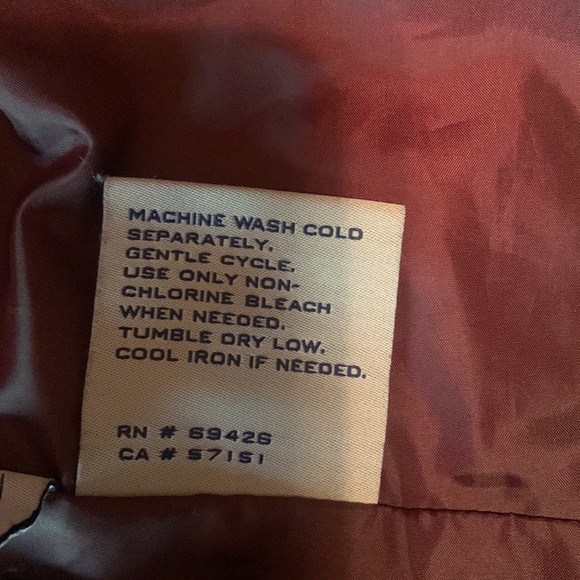 MACHINE WASH COLD
SEPARATELY.
GENTLE CYCLE.
USE ONLY NON-
CHLORINE BLEACH
WHEN NEEDED.
TUMBLE DRY LOW.
COOL IRON IF NEEDED.
RN # 69426
CA # 57151